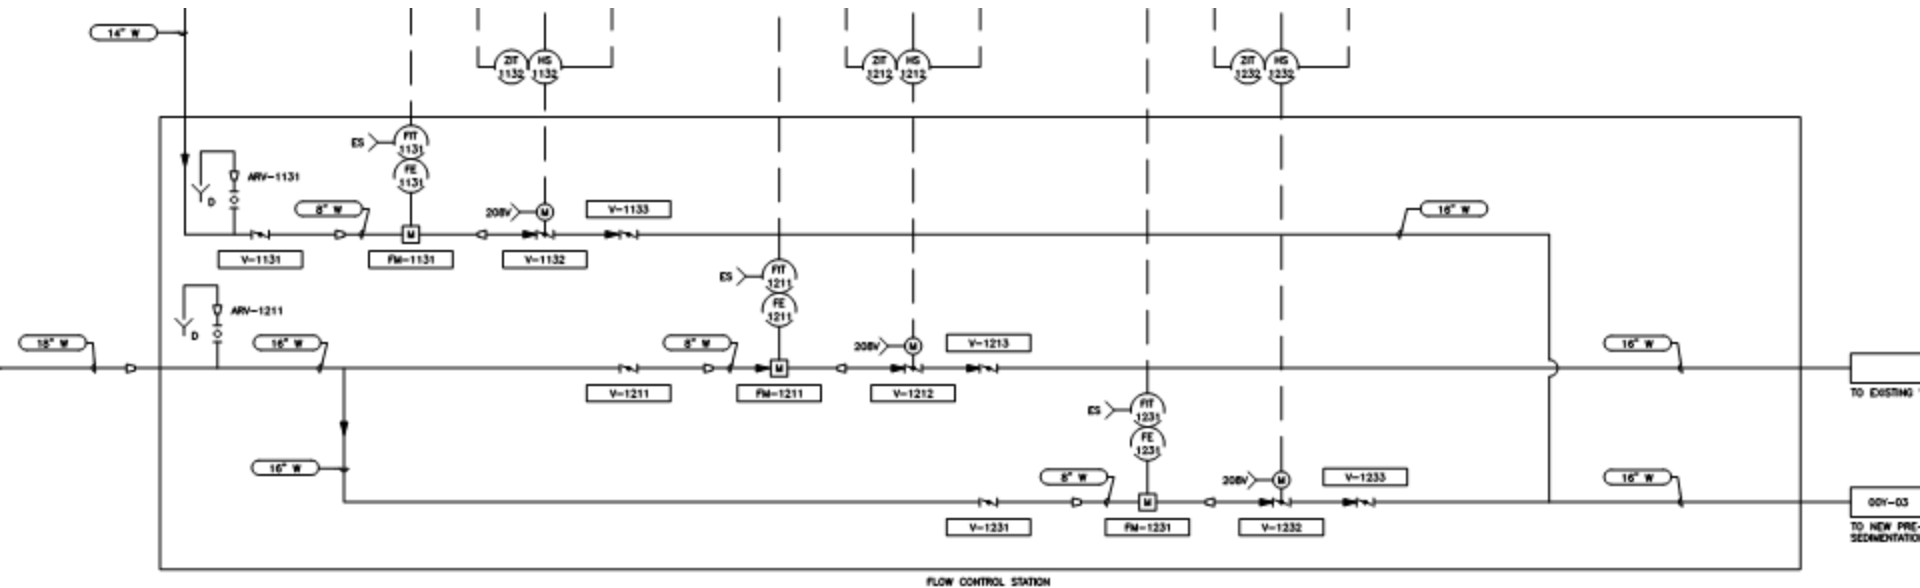 14" W
ZIT
1132
HS
1132
ZIT
1212
HS
1212
ZIT
1232
HS
1232
ES
FIT
1131
FE
1131
ARV-1131
D
8" W
208V
M
V-1133
16" W
M
V-1131
FM-1131
V-1132
ES
FIT
1211
FE
1211
ARV-1211
D
18" W
16" W
8" W
208V
M
V-1213
16" W
M
V-1211
FM-1211
V-1212
TO EXISTING
ES
FIT
1231
FE
1231
16" W
8" W
208V
M
V-1233
16" W
M
V-1231
FM-1231
V-1232
00Y-03
TO NEW PRE-
FLOW CONTROL STATION